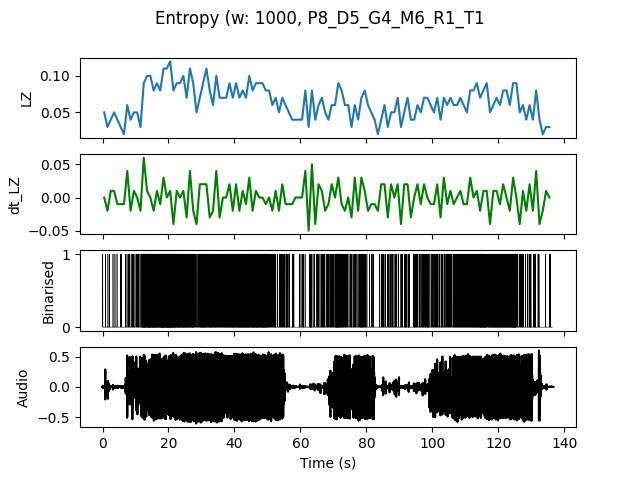 Entropy (w: 1000, P8_D5_G4_M6_R1_T1
LZ
0.10
0.05
dt_LZ
0.05
0.00
−0.05
Binarised
1
0
Audio
0.5
0.0
−0.5
0 20 40 60 80 100 120 140
Time (s)